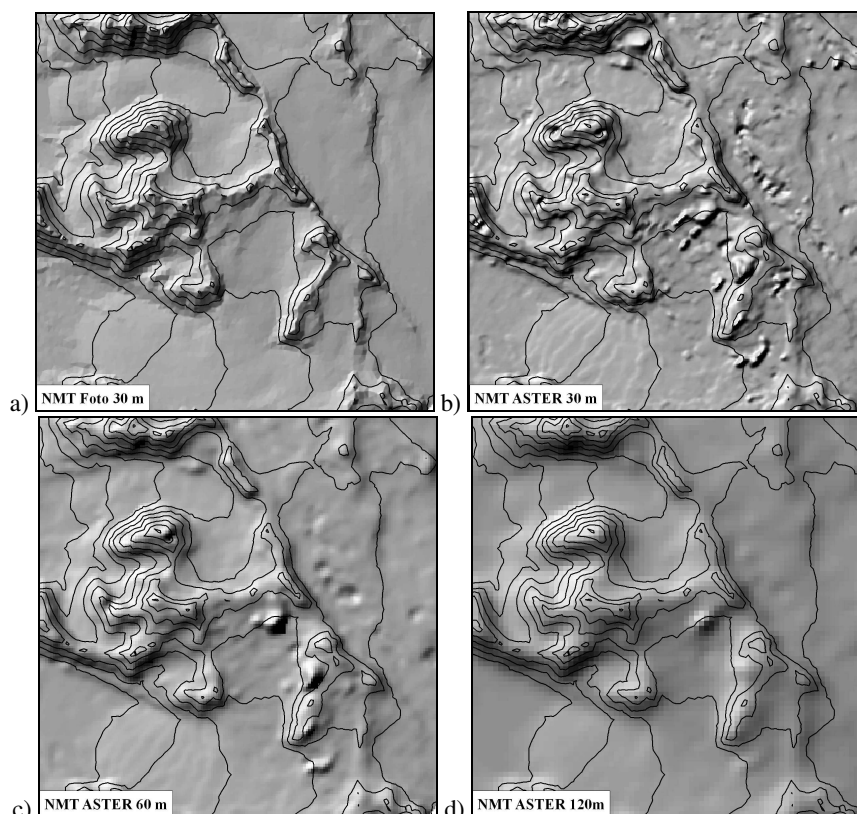 a)
NMT Foto 30 m
b)
NMT ASTER 30 m
c)
NMT ASTER 60 m
d)
NMT ASTER 120m